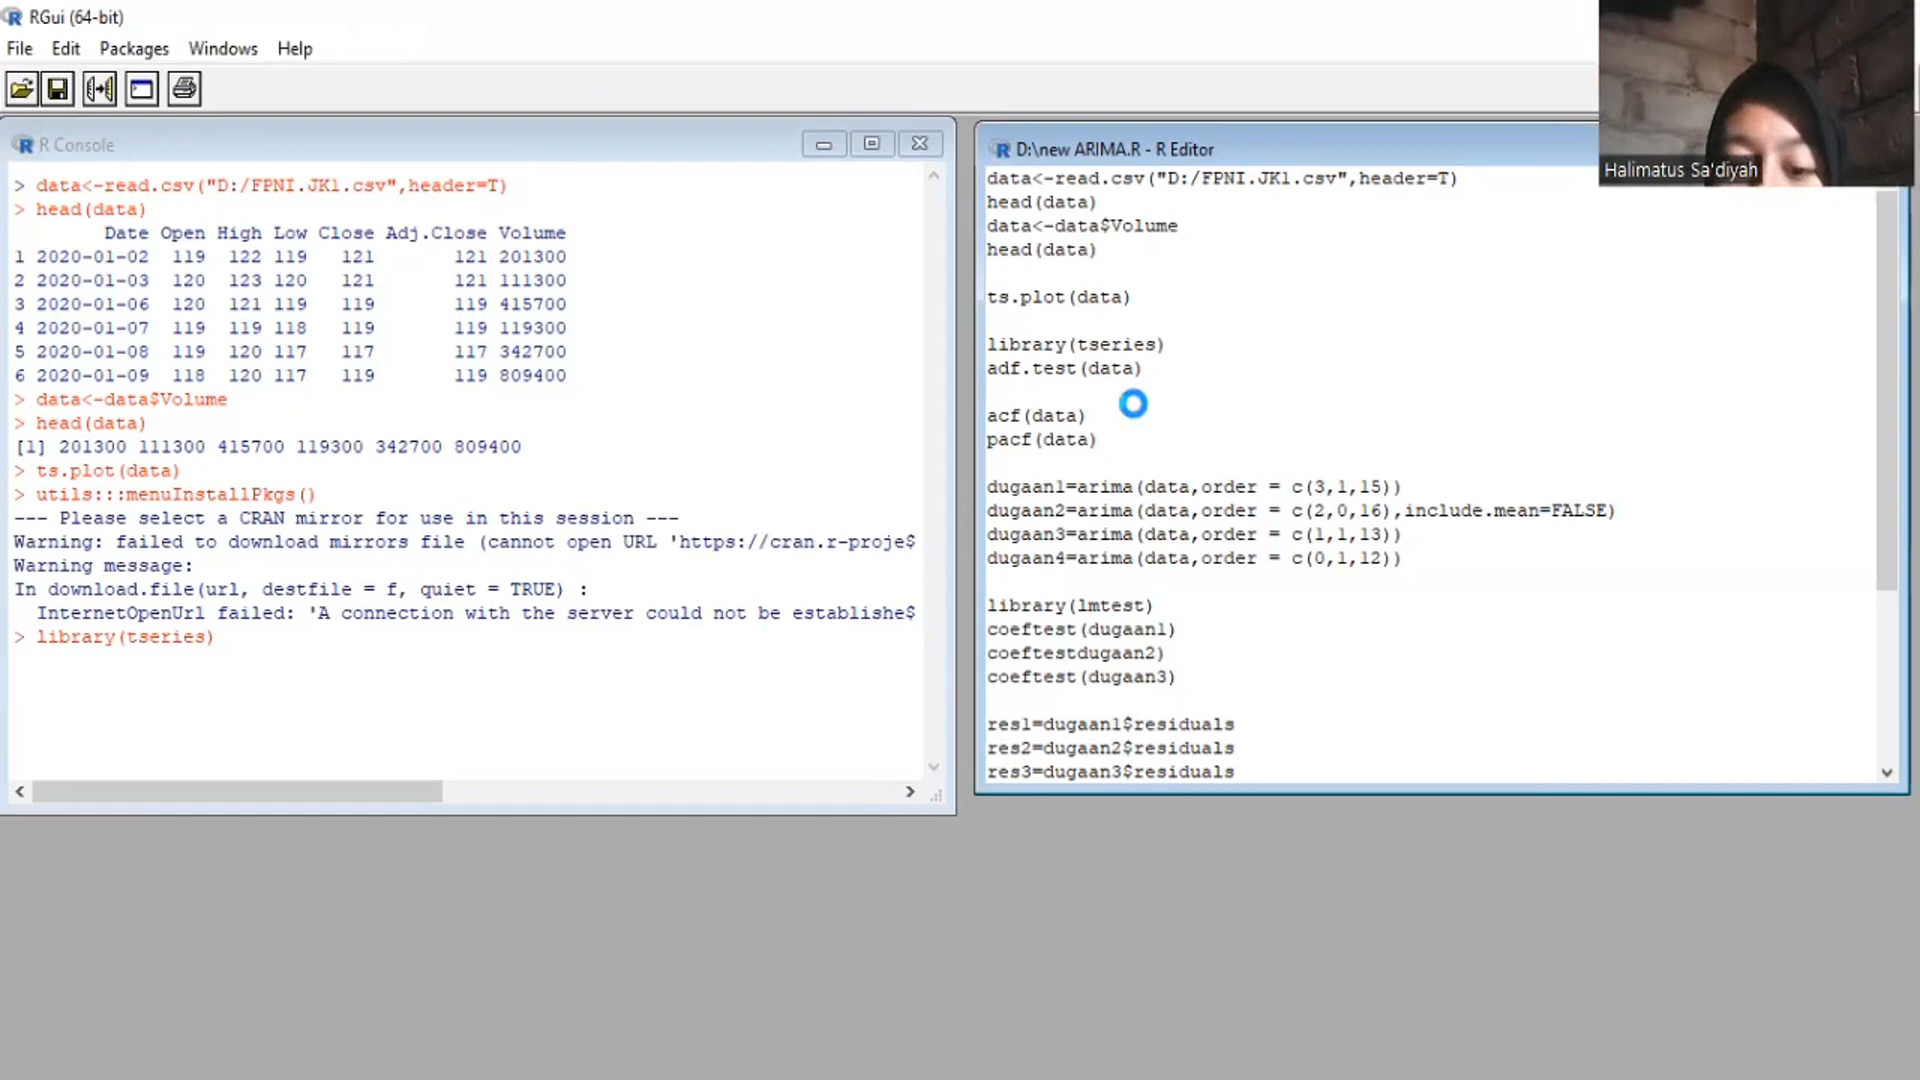 RGui (64-bit)
File Edit Packages Windows Help
R Console
> data<-read.csv("D:/FPNI.JK1.csv",header=T)
> head(data)
Date Open High Low Close Adj.Close Volume
1 2020-01-02 119 122 119 121 121 201300
2 2020-01-03 120 123 120 121 121 111300
3 2020-01-06 120 121 119 119 119 415700
4 2020-01-07 119 119 118 119 119 119300
5 2020-01-08 119 120 117 117 117 342700
6 2020-01-09 118 120 117 119 119 809400
> data<-data$Volume
> head(data)
[1] 201300 111300 415700 119300 342700 809400
> ts.plot(data)
> utils:::menuInstallPkgs()
--- Please select a CRAN mirror for use in this session ---
Warning: failed to download mirrors file (cannot open URL 'https://cran.r-proje$
Warning message:
In download.file(url, destfile = f, quiet = TRUE) :
InternetOpenUrl failed: 'A connection with the server could not be establishe$
> library(tseries)
D:\new ARIMA.R - R Editor
data<-read.csv("D:/FPNI.JK1.csv",header=T)
head(data)
data<-data$Volume
head(data)
ts.plot(data)
library(tseries)
adf.test(data)
acf(data)
pacf(data)
dugaan1=arima(data,order = c(3,1,15))
dugaan2=arima(data,order = c(2,0,16),include.mean=FALSE)
dugaan3=arima(data,order = c(1,1,13))
dugaan4=arima(data,order = c(0,1,12))
library(lmtest)
coeftest(dugaan1)
coeftestdugaan2)
coeftest(dugaan3)
res1=dugaan1$residuals
res2=dugaan2$residuals
res3=dugaan3$residuals
Halimatus Sa'diyah